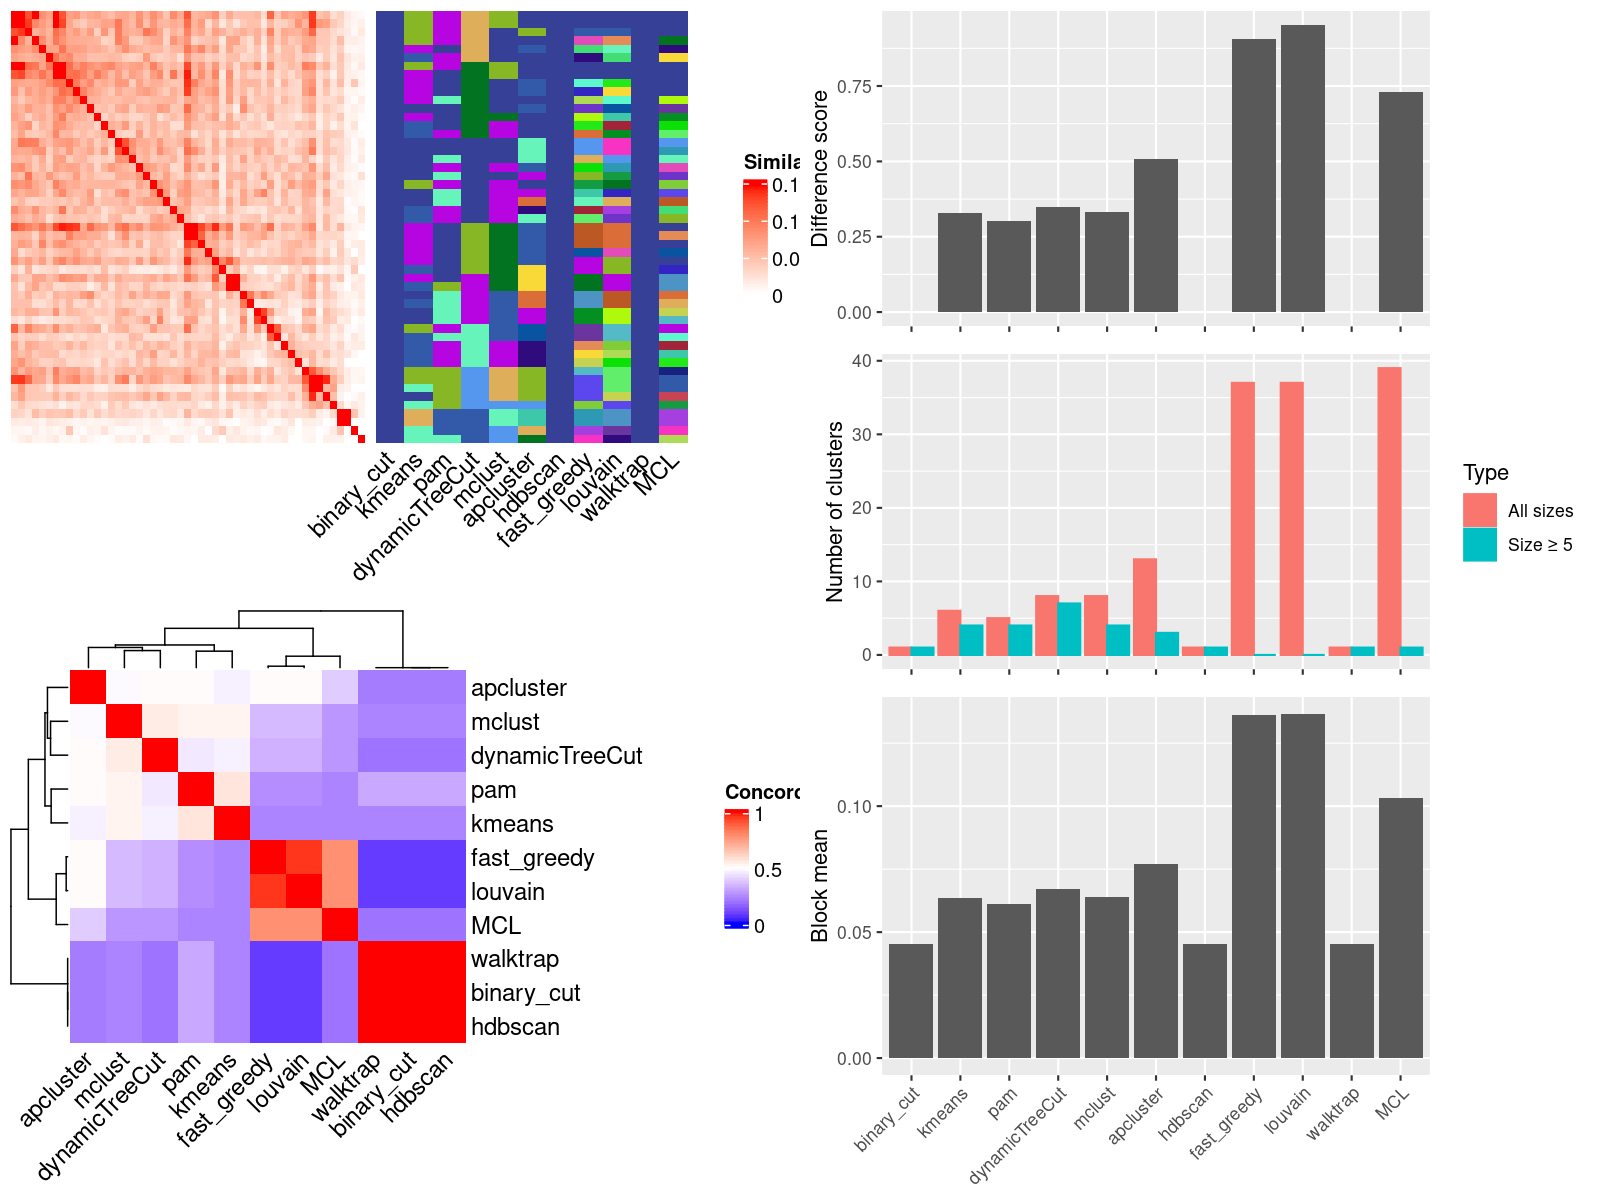 Simila
0.1
0.1
0.0
0
binary_cut
kmeans
pam
dynamicTreeCut
mclust
apcluster
hdbscan
fast_greedy
louvain
walktrap
MCL
apcluster
mclust
dynamicTreeCut
pam
kmeans
fast_greedy
louvain
MCL
walktrap
binary_cut
hdbscan
apcluster
mclust
dynamicTreeCut
pam
kmeans
fast_greedy
louvain
MCL
walktrap
binary_cut
hdbscan
Concord
1
0.5
0
Difference score
0.75
0.50
0.25
0.00
Number of clusters
40
30
20
10
0
Type
All sizes
Size ≥ 5
Block mean
0.10
0.05
0.00
binary_cut
kmeans
pam
dynamicTreeCut
mclust
apcluster
hdbscan
fast_greedy
louvain
walktrap
MCL